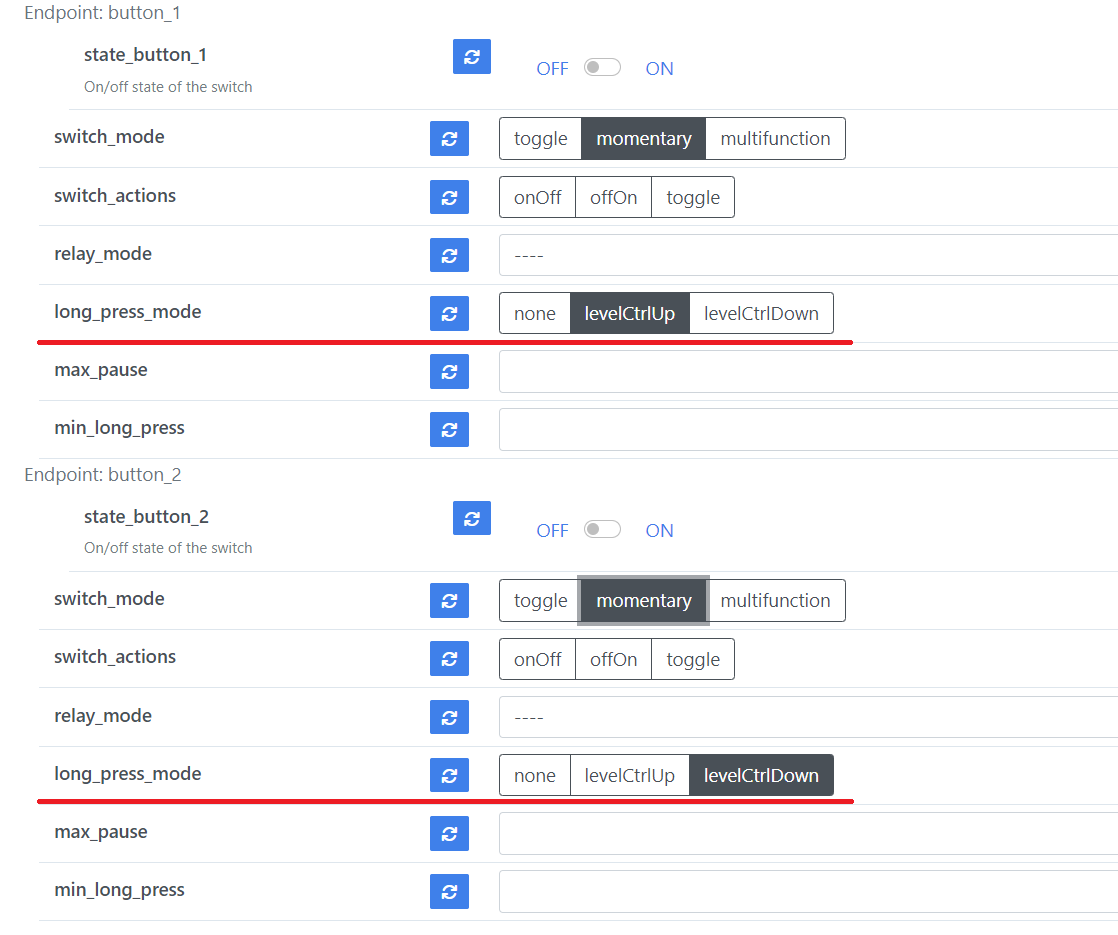 Endpoint: button_1
state_button_1
OFF ON
On/off state of the switch
switch_mode toggle momentary multifunction
switch_actions onOff offOn toggle
relay_mode ----
long_press_mode none levelCtrlUp levelCtrlDown
max_pause
min_long_press
Endpoint: button_2
state_button_2
OFF ON
On/off state of the switch
switch_mode toggle momentary multifunction
switch_actions onOff offOn toggle
relay_mode ----
long_press_mode none levelCtrlUp levelCtrlDown
max_pause
min_long_press